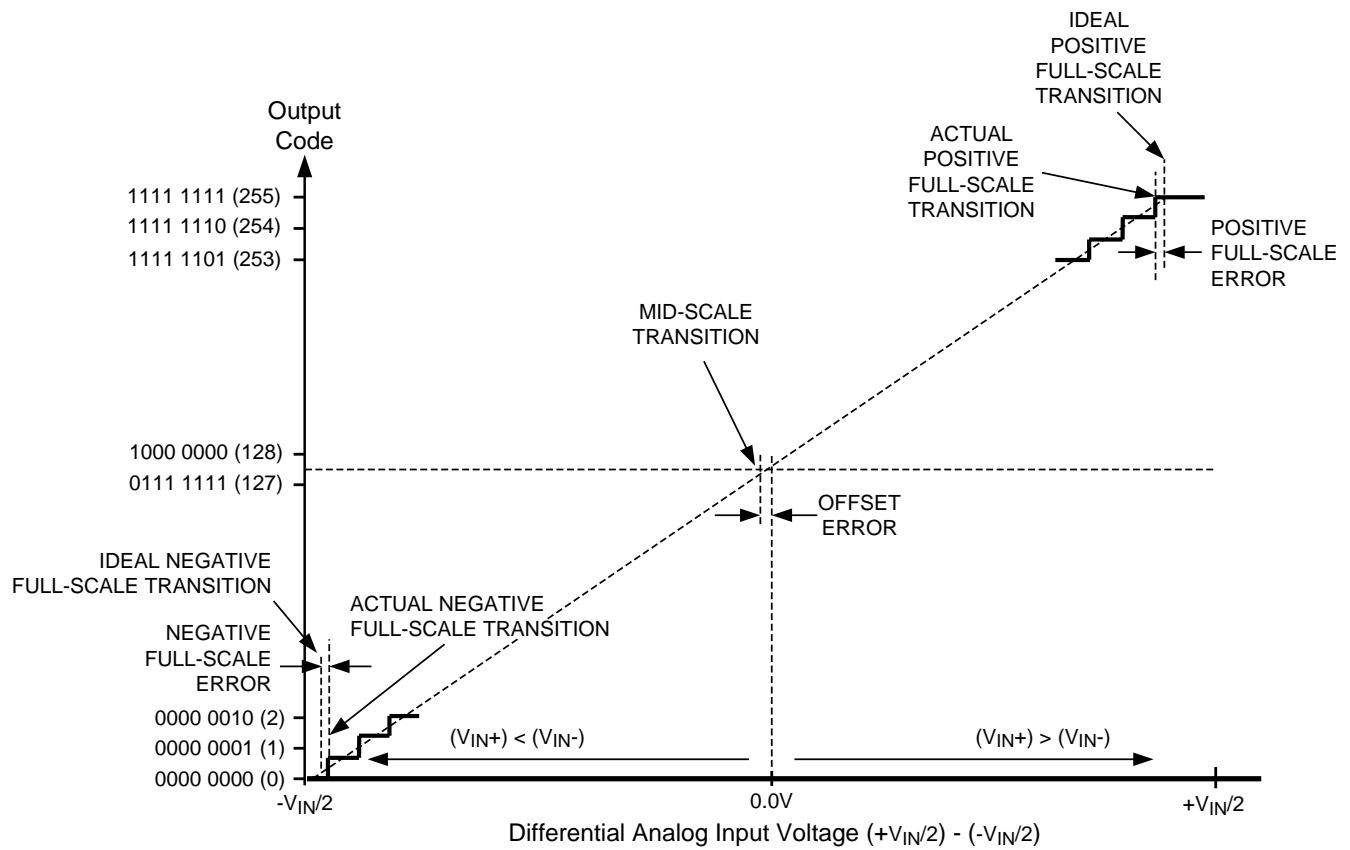 IDEAL
POSITIVE
FULL-SCALE
TRANSITION
Output
Code
ACTUAL
POSITIVE
FULL-SCALE
TRANSITION
1111 1111 (255)
1111 1110 (254)
1111 1101 (253)
POSITIVE
FULL-SCALE
ERROR
MID-SCALE
TRANSITION
1000 0000 (128)
0111 1111 (127)
OFFSET
ERROR
IDEAL NEGATIVE
FULL-SCALE TRANSITION
ACTUAL NEGATIVE
FULL-SCALE TRANSITION
NEGATIVE
FULL-SCALE
ERROR
0000 0010 (2)
0000 0001 (1)
0000 0000 (0)
(VIN+) < (VIN-)
(VIN+) > (VIN-)
-VIN/2
0.0V
+VIN/2
Differential Analog Input Voltage (+VIN/2) - (-VIN/2)